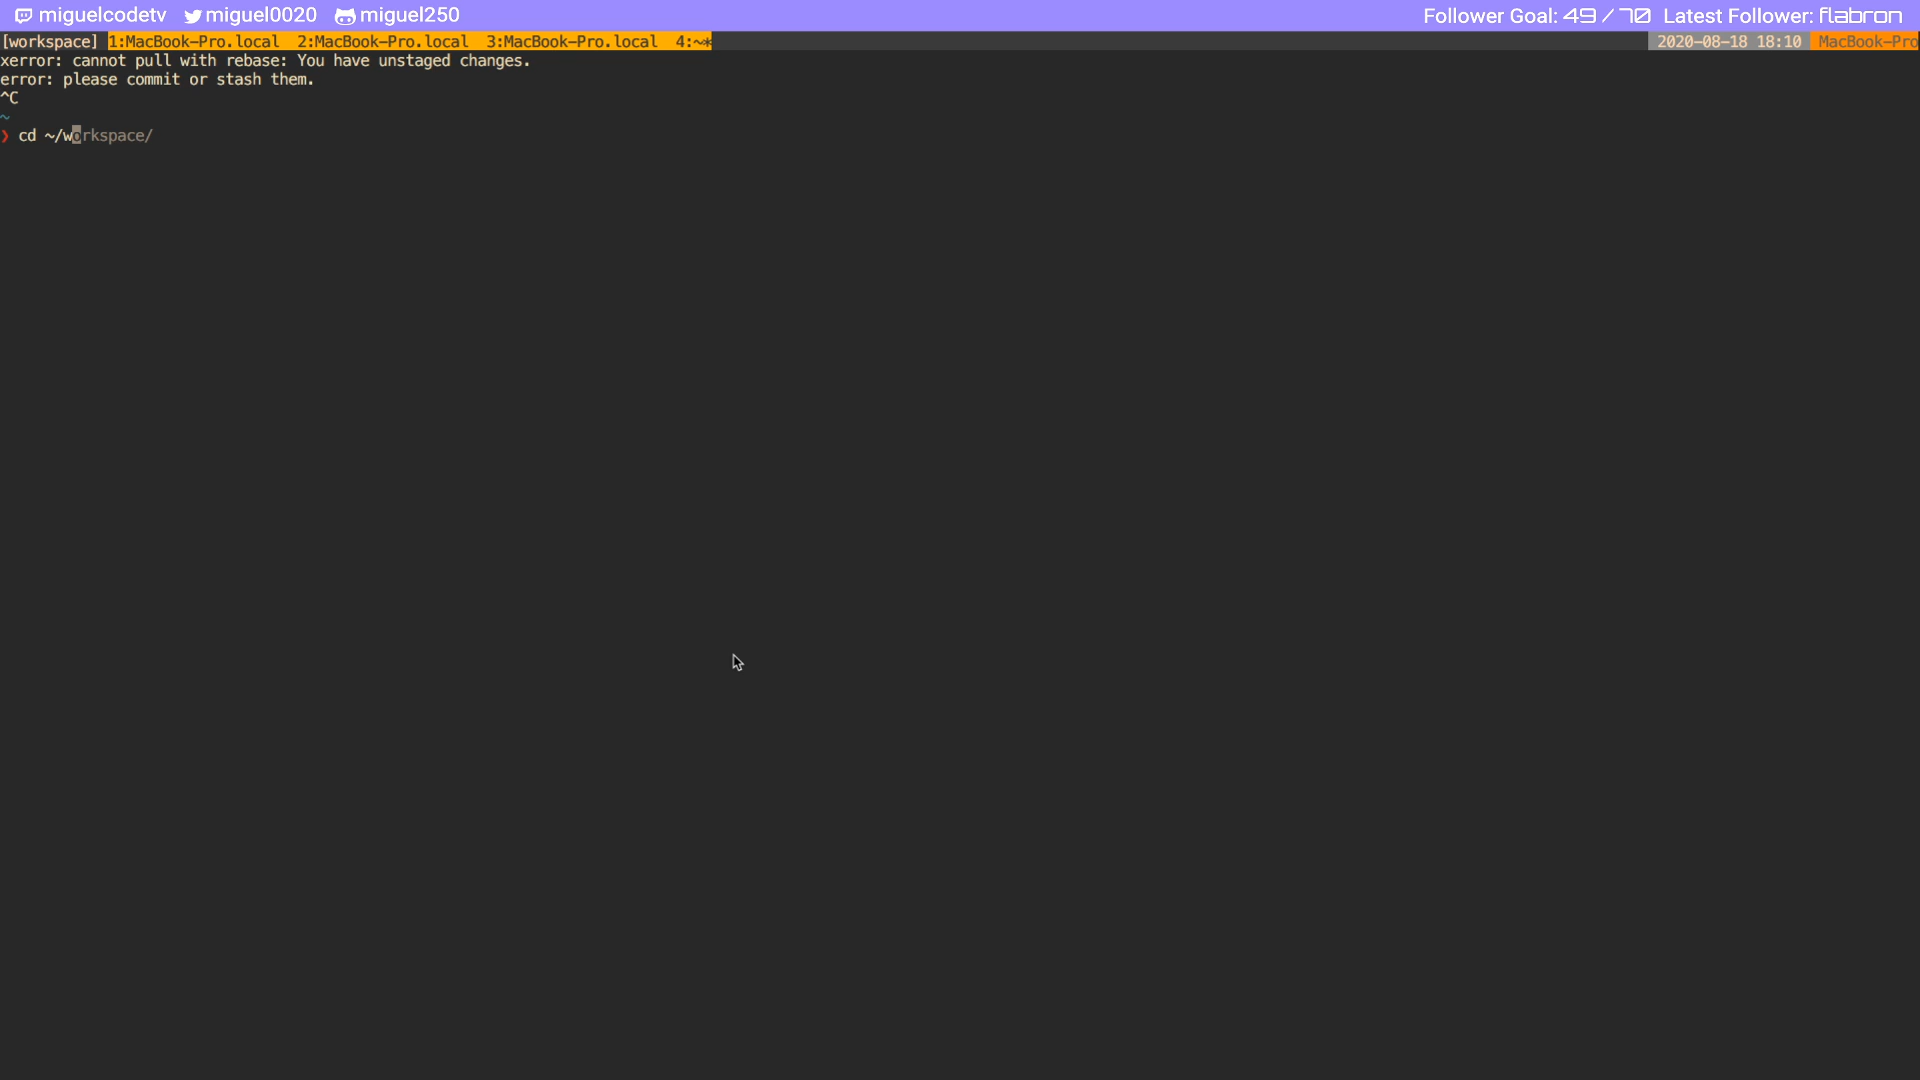 miguelcodetv miguel0020 miguel250 Follower Goal: 49 / 70 Latest Follower: flabron
[workspace] 1:MacBook-Pro.local 2:MacBook-Pro.local 3:MacBook-Pro.local 4:~* 2020-08-18 18:10 MacBook-Pro
xerror: cannot pull with rebase: You have unstaged changes.
error: please commit or stash them.
^C
~
❯ cd ~/workspace/